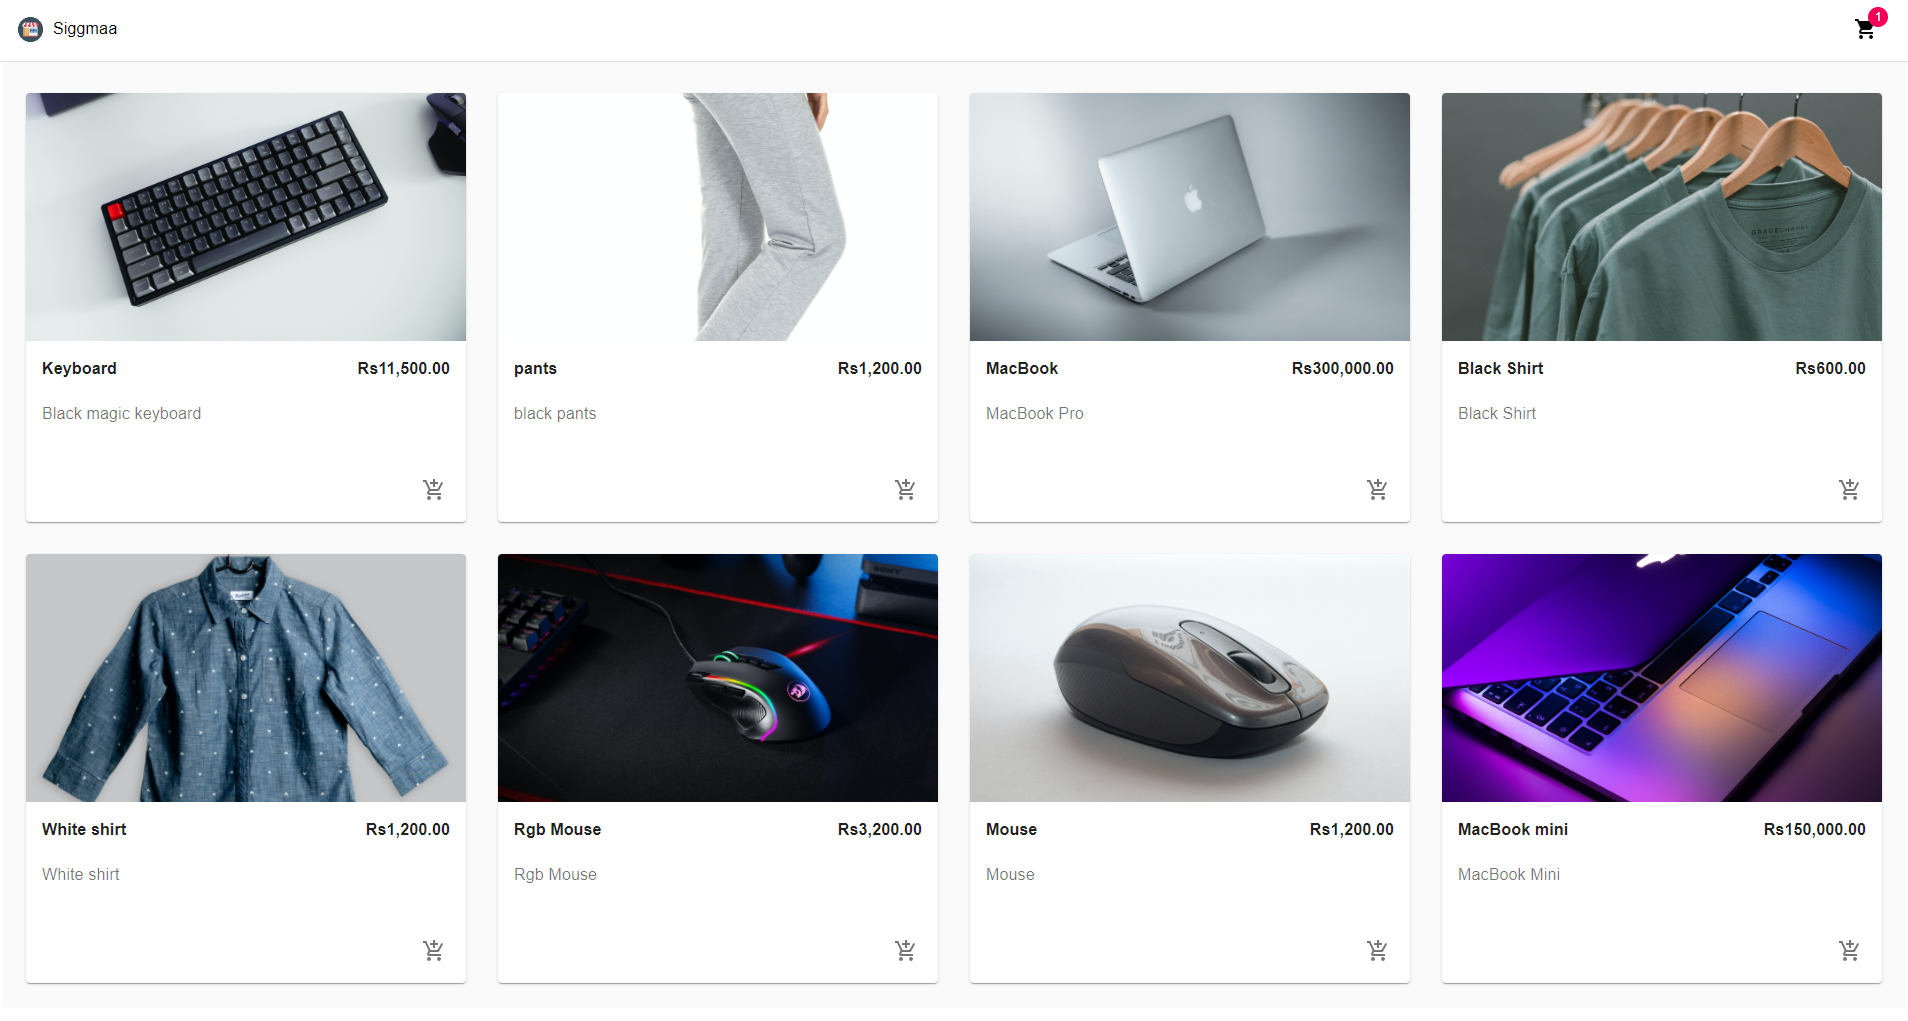 Siggmaa
1
GRACECHAPEL
Keyboard Rs11,500.00
Black magic keyboard
pants Rs1,200.00
black pants
MacBook Rs300,000.00
MacBook Pro
Black Shirt Rs600.00
Black Shirt
SONY
White shirt Rs1,200.00
White shirt
Rgb Mouse Rs3,200.00
Rgb Mouse
Mouse Rs1,200.00
Mouse
MacBook mini Rs150,000.00
MacBook Mini